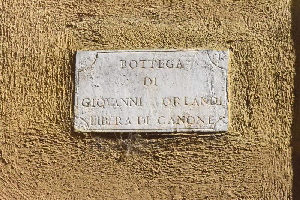 BOTTEGA
DI
GIOVANNI ORLANDI
LIBERA DI CANONE